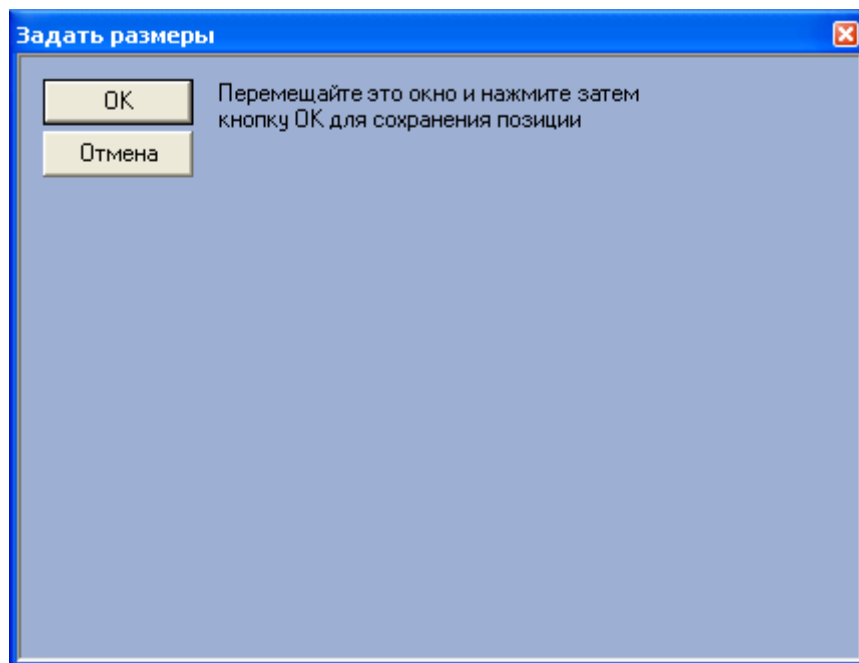 Задать размеры
OK
Перемещайте это окно и нажмите затем
кнопку OK для сохранения позиции
Отмена